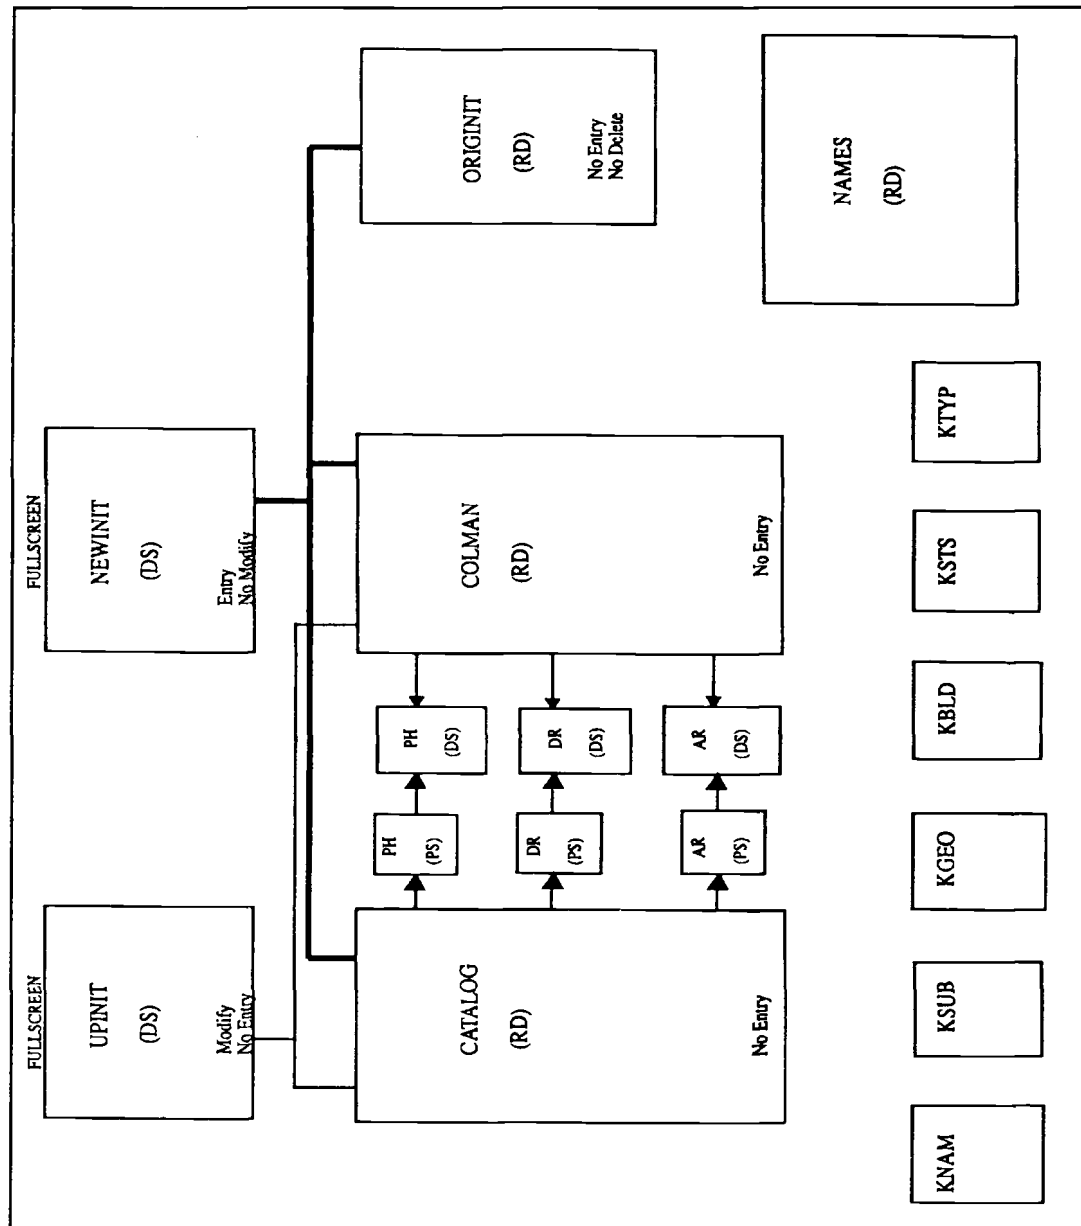 FULLSCREEN
FULLSCREEN
UPINIT
(DS)
Modify
No Entry
NEWINIT
(DS)
Entry
No Modify
CATALOG
(RD)
No Entry
PH
(PS)
PH
(DS)
DR
(PS)
DR
(DS)
AR
(PS)
AR
(DS)
COLMAN
(RD)
No Entry
ORIGINIT
(RD)
No Entry
No Delete
NAMES
(RD)
KNAM
KSUB
KGEO
KBLD
KSTS
KTYP